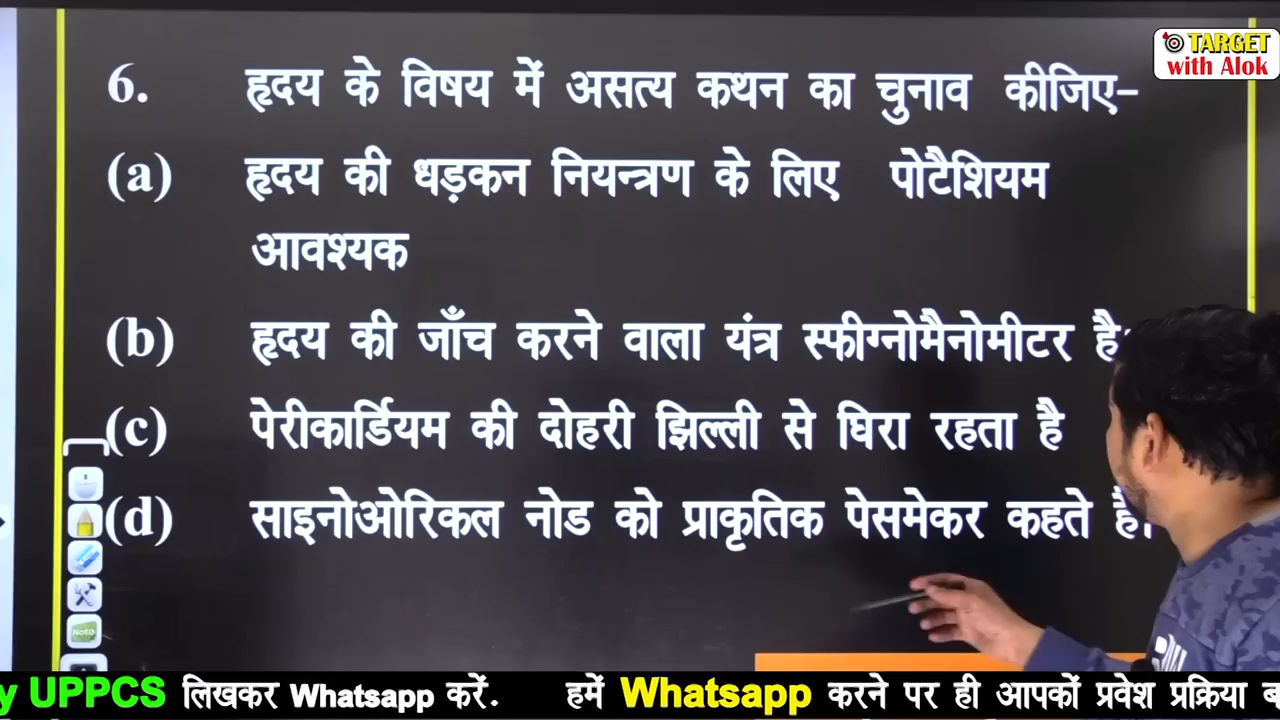 TARGET
with Alok
6. हृदय के विषय में असत्य कथन का चुनाव कीजिए-
(a) हृदय की धड़कन नियन्त्रण के लिए पोटैशियम
आवश्यक
(b) हृदय की जाँच करने वाला यंत्र स्फीग्नोमैनोमीटर है
(c) पेरीकार्डियम की दोहरी झिल्ली से घिरा रहता है
(d) साइनोओरिकल नोड को प्राकृतिक पेसमेकर कहते हैं।
Note
y UPPCS लिखकर Whatsapp करें. हमें Whatsapp करने पर ही आपकों प्रवेश प्रक्रिया